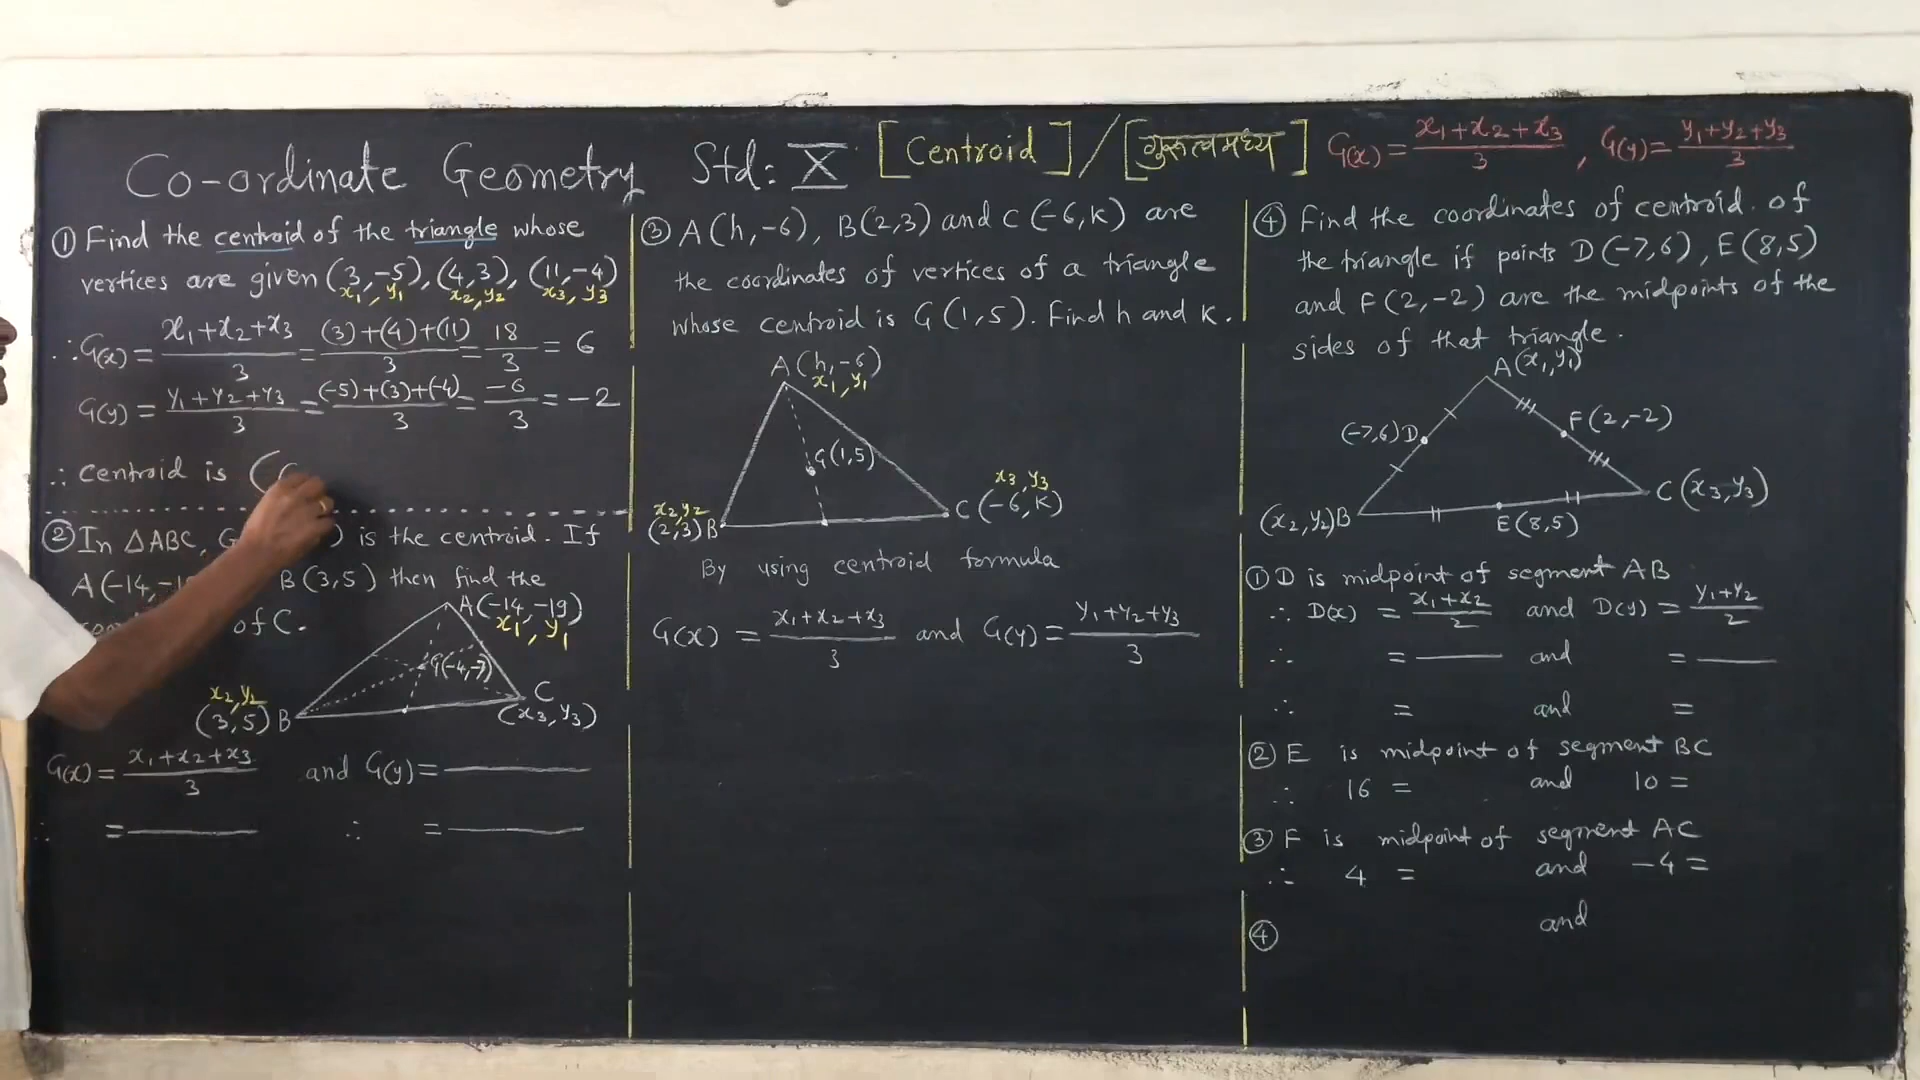 Co-ordinate Geometry Std: X [Centroid] / [गुरूत्वमध्य] G(x) = x₁+x₂+x₃/3 , G(y) = y₁+y₂+y₃/3
① Find the centroid of the triangle whose
vertices are given (3,-5), (4,3), (11,-4)
x₁, y₁ x₂, y₂ x₃, y₃
∴ G(x) = x₁+x₂+x₃/3 = (3)+(4)+(11)/3 = 18/3 = 6
G(y) = y₁+y₂+y₃/3 = (-5)+(3)+(-4)/3 = -6/3 = -2
∴ centroid is (
② In △ABC, G ) is the centroid. If
A(-14, B(3,5) then find the
of C.
A(-14,-19)
x₁, y₁
G(-4,-7)
x₂, y₂
(3,5) B
C
(x₃, y₃)
G(x) = x₁+x₂+x₃/3 and G(y) =
∴ = ∴ =
③ A(h,-6), B(2,3) and C(-6,K) are
the coordinates of vertices of a triangle
whose centroid is G(1,5). Find h and K.
A(h,-6)
x₁, y₁
G(1,5)
x₃, y₃
C(-6,K)
x₂, y₂
(2,3)B
By using centroid formula
G(x) = x₁+x₂+x₃/3 and G(y) = y₁+y₂+y₃/3
④ Find the coordinates of centroid. of
the triangle if points D(-7,6), E(8,5)
and F(2,-2) are the midpoints of the
sides of that triangle.
A(x₁, y₁)
(-7,6)D
F(2,-2)
C(x₃, y₃)
(x₂, y₂)B
E(8,5)
① D is midpoint of segment AB
∴ D(x) = x₁+x₂/2 and D(y) = y₁+y₂/2
∴ = and =
∴ = and =
② E is midpoint of segment BC
∴ 16 = and 10 =
③ F is midpoint of segment AC
∴ 4 = and -4 =
④ and